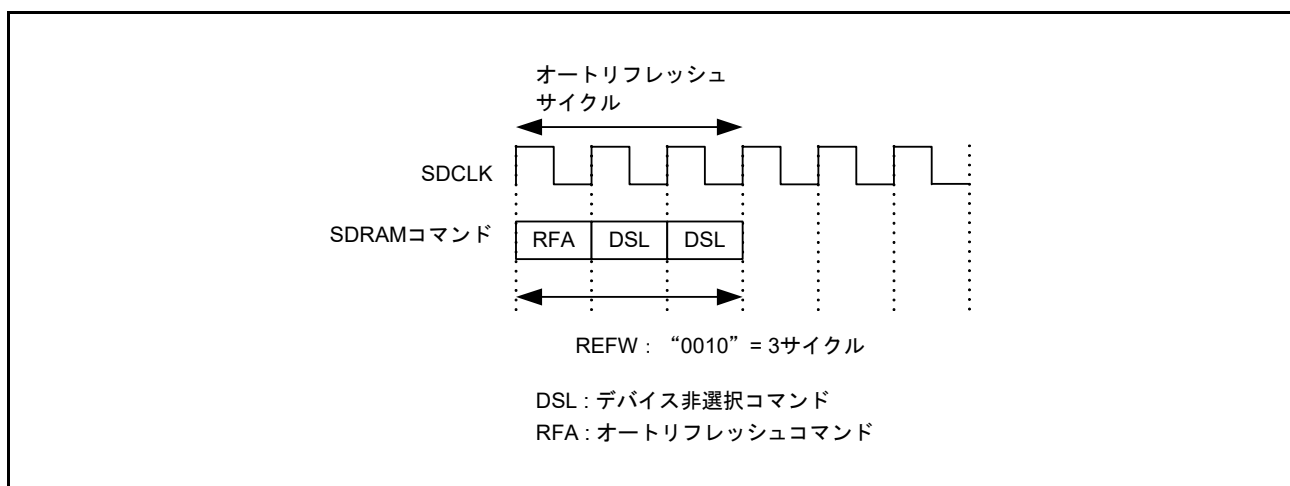 オートリフレッシュ
サイクル
SDCLK
SDRAMコマンド
RFA DSL DSL
REFW： “0010” = 3サイクル
DSL : デバイス非選択コマンド
RFA : オートリフレッシュコマンド